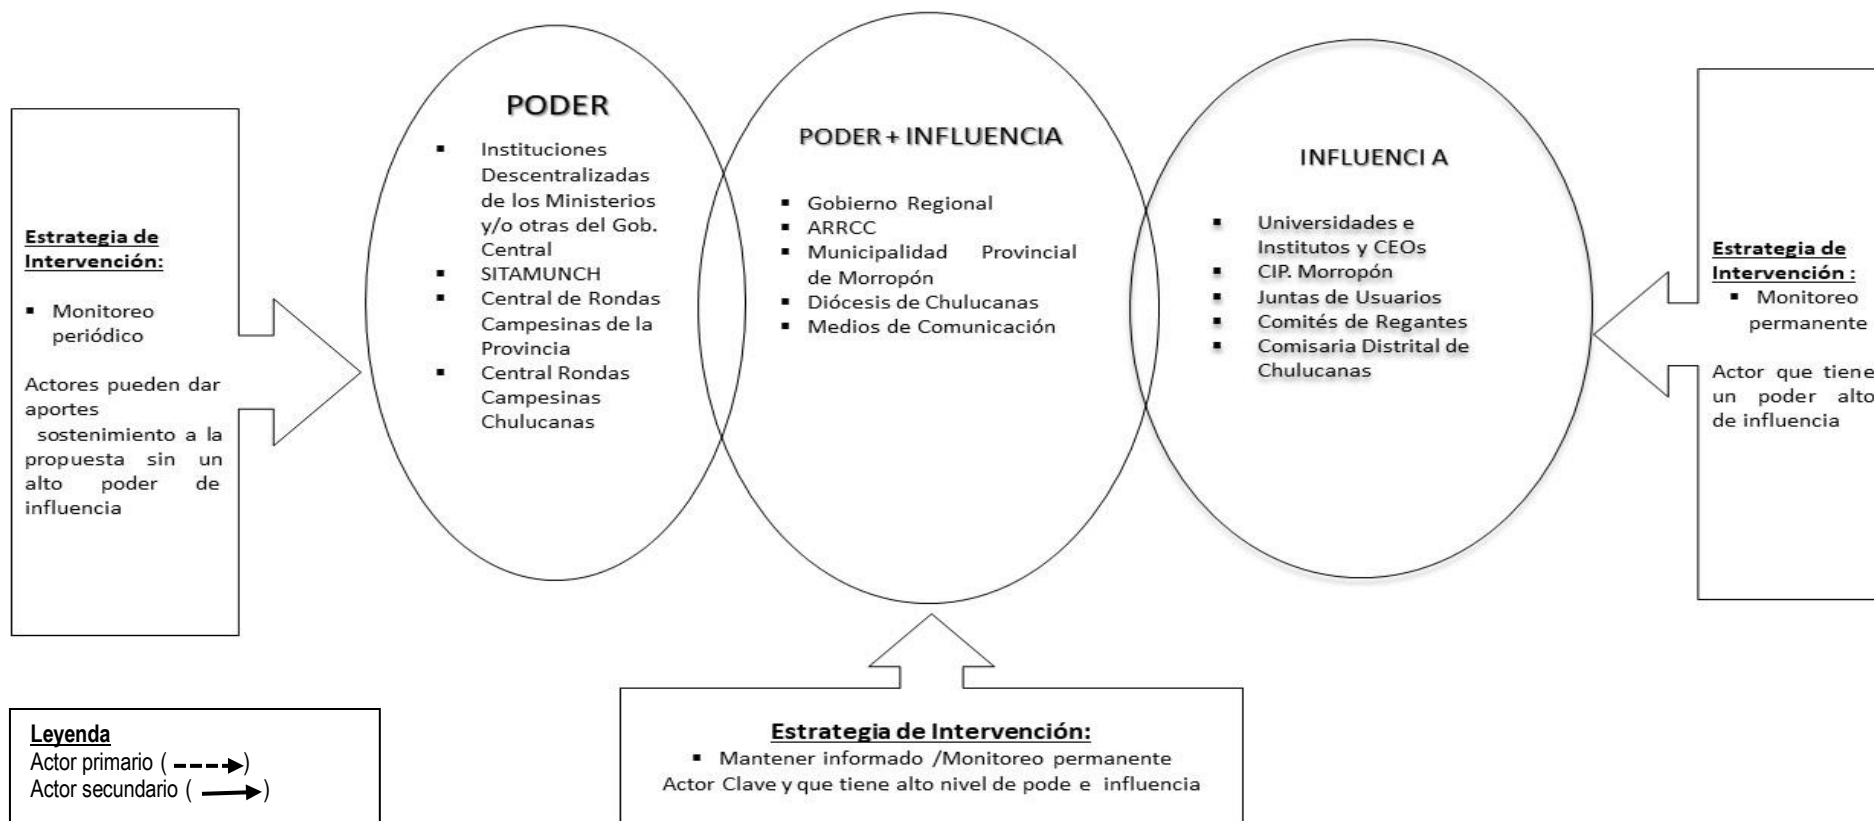 Estrategia de
Intervención:
▪ Monitoreo
periódico
Actores pueden dar
aportes
sostenimiento a la
propuesta sin un
alto poder de
influencia
PODER
▪ Instituciones
Descentralizadas
de los Ministerios
y/o otras del Gob.
Central
▪ SITAMUNCH
▪ Central de Rondas
Campesinas de la
Provincia
▪ Central Rondas
Campesinas
Chulucanas
PODER + INFLUENCIA
▪ Gobierno Regional
▪ ARRCC
▪ Municipalidad Provincial
de Morropón
▪ Diócesis de Chulucanas
▪ Medios de Comunicación
INFLUENCI A
▪ Universidades e
Institutos y CEOs
▪ CIP. Morropón
▪ Juntas de Usuarios
▪ Comités de Regantes
▪ Comisaria Distrital de
Chulucanas
Estrategia de
Intervención :
▪ Monitoreo
permanente
Actor que tiene
un poder alto
de influencia
Estrategia de Intervención:
▪ Mantener informado /Monitoreo permanente
Actor Clave y que tiene alto nivel de pode e influencia
Leyenda
Actor primario ( )
Actor secundario ( )